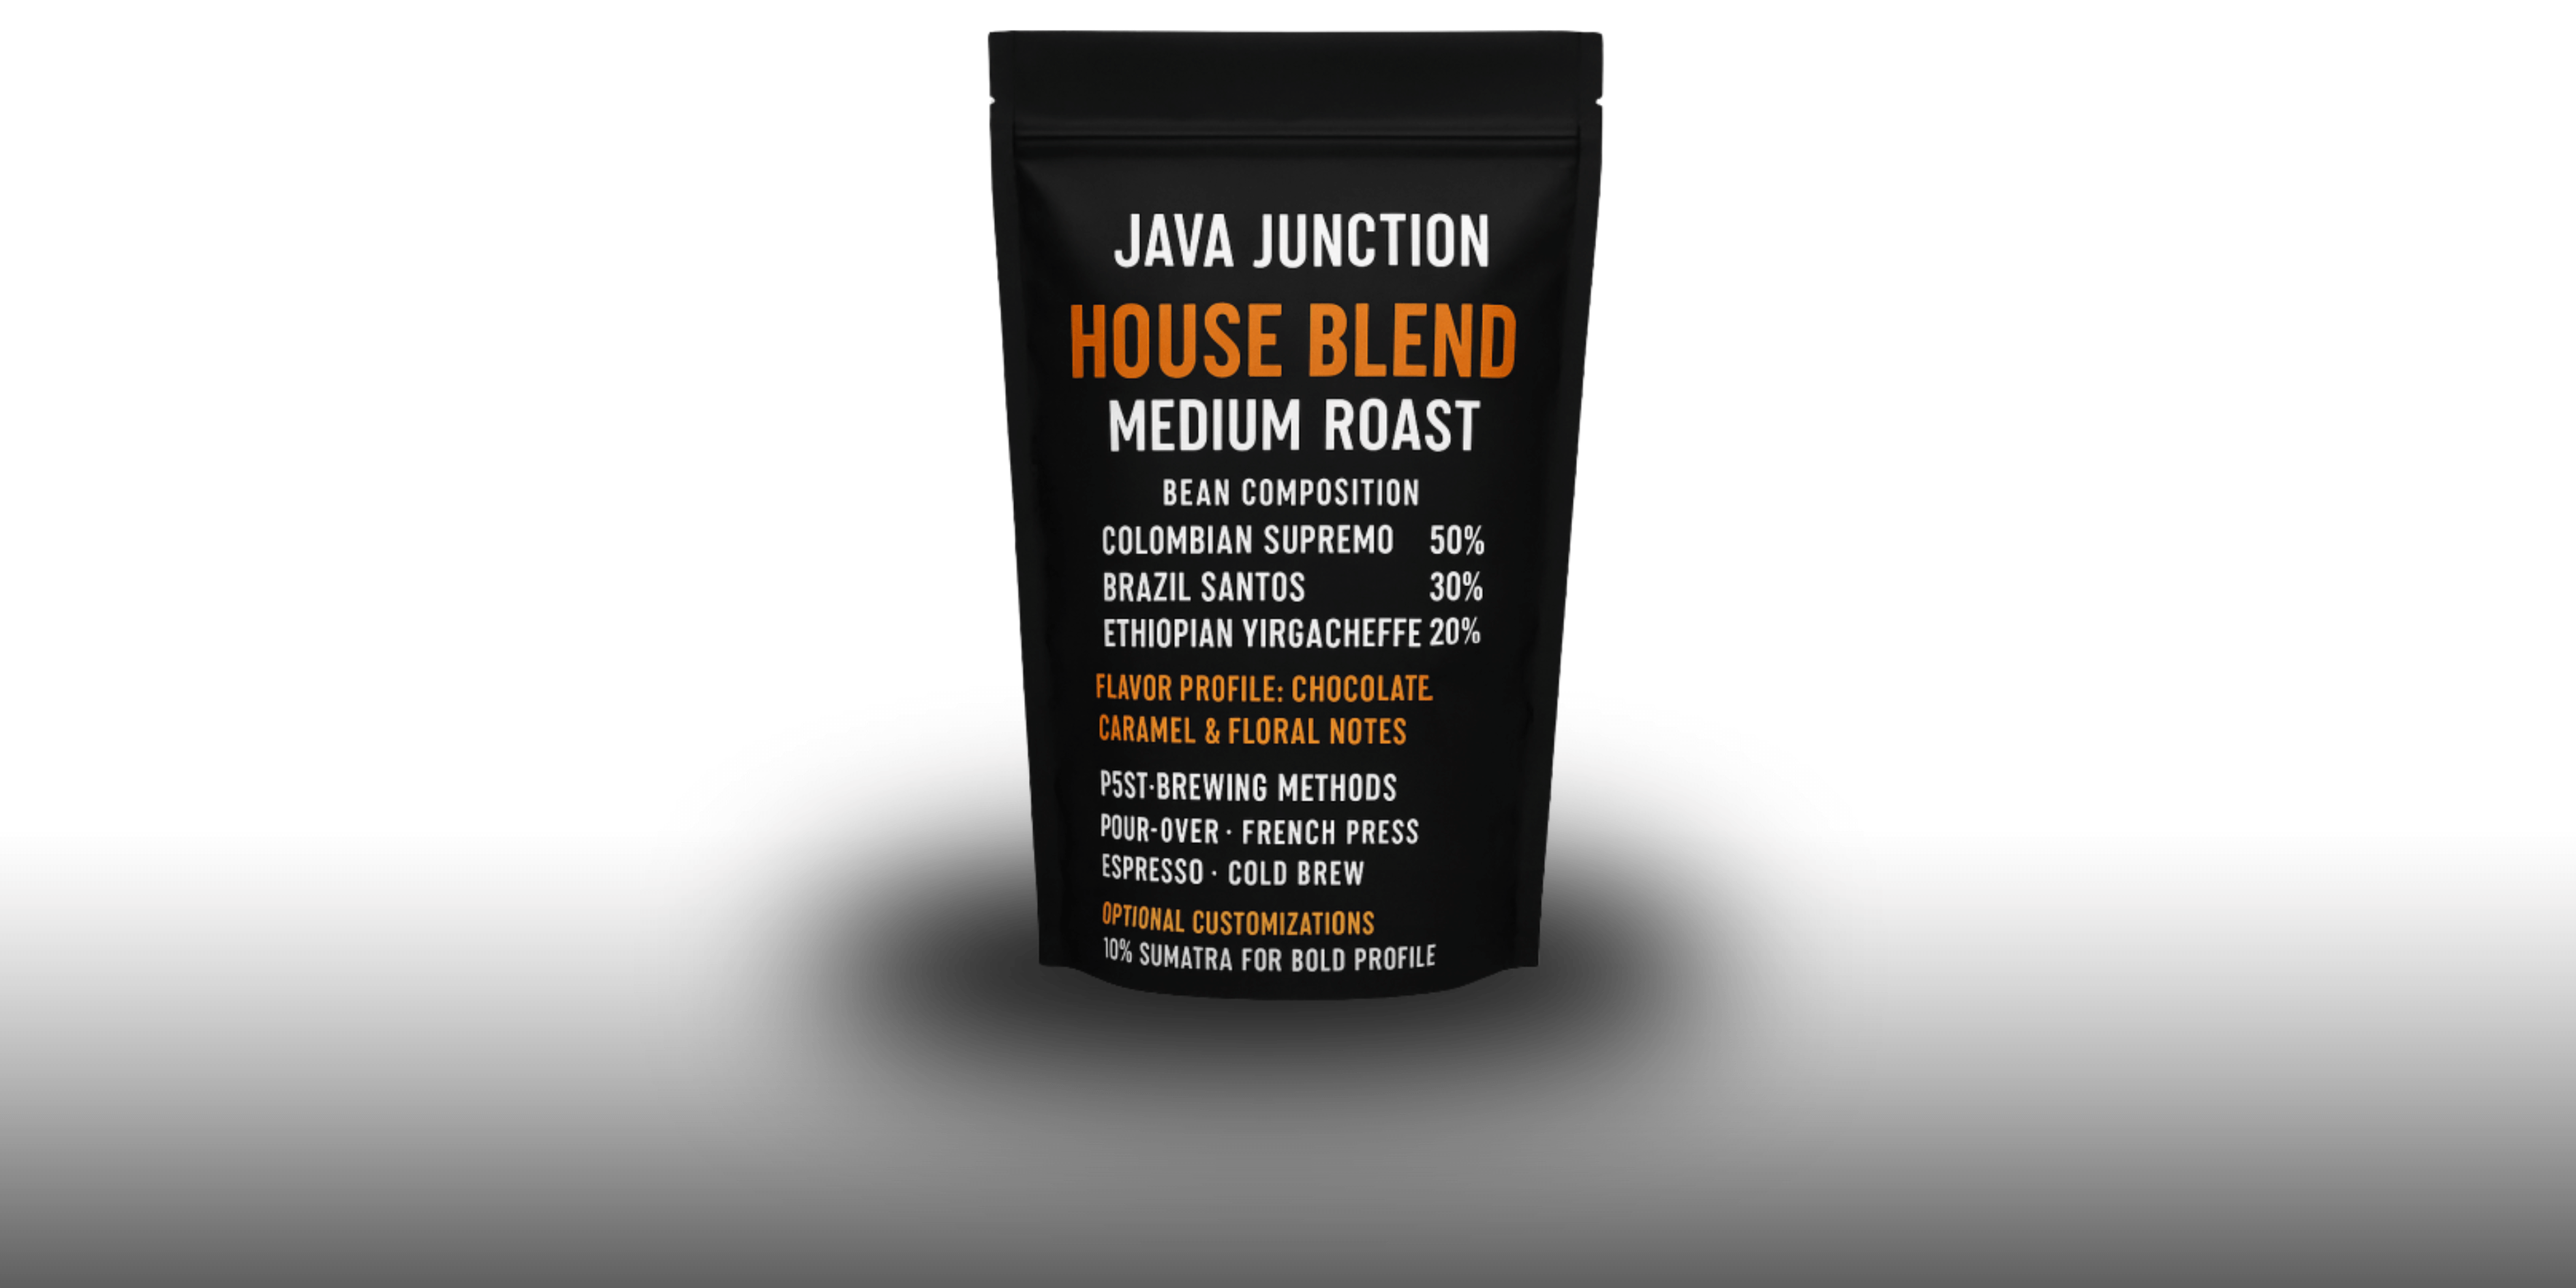 JAVA JUNCTION
HOUSE BLEND
MEDIUM ROAST
BEAN COMPOSITION
COLOMBIAN SUPREMO 50%
BRAZIL SANTOS 30%
ETHIOPIAN YIRGACHEFFE 20%
FLAVOR PROFILE: CHOCOLATE
CARAMEL & FLORAL NOTES
P5ST·BREWING METHODS
POUR-OVER · FRENCH PRESS
ESPRESSO · COLD BREW
OPTIONAL CUSTOMIZATIONS
10% SUMATRA FOR BOLD PROFILE